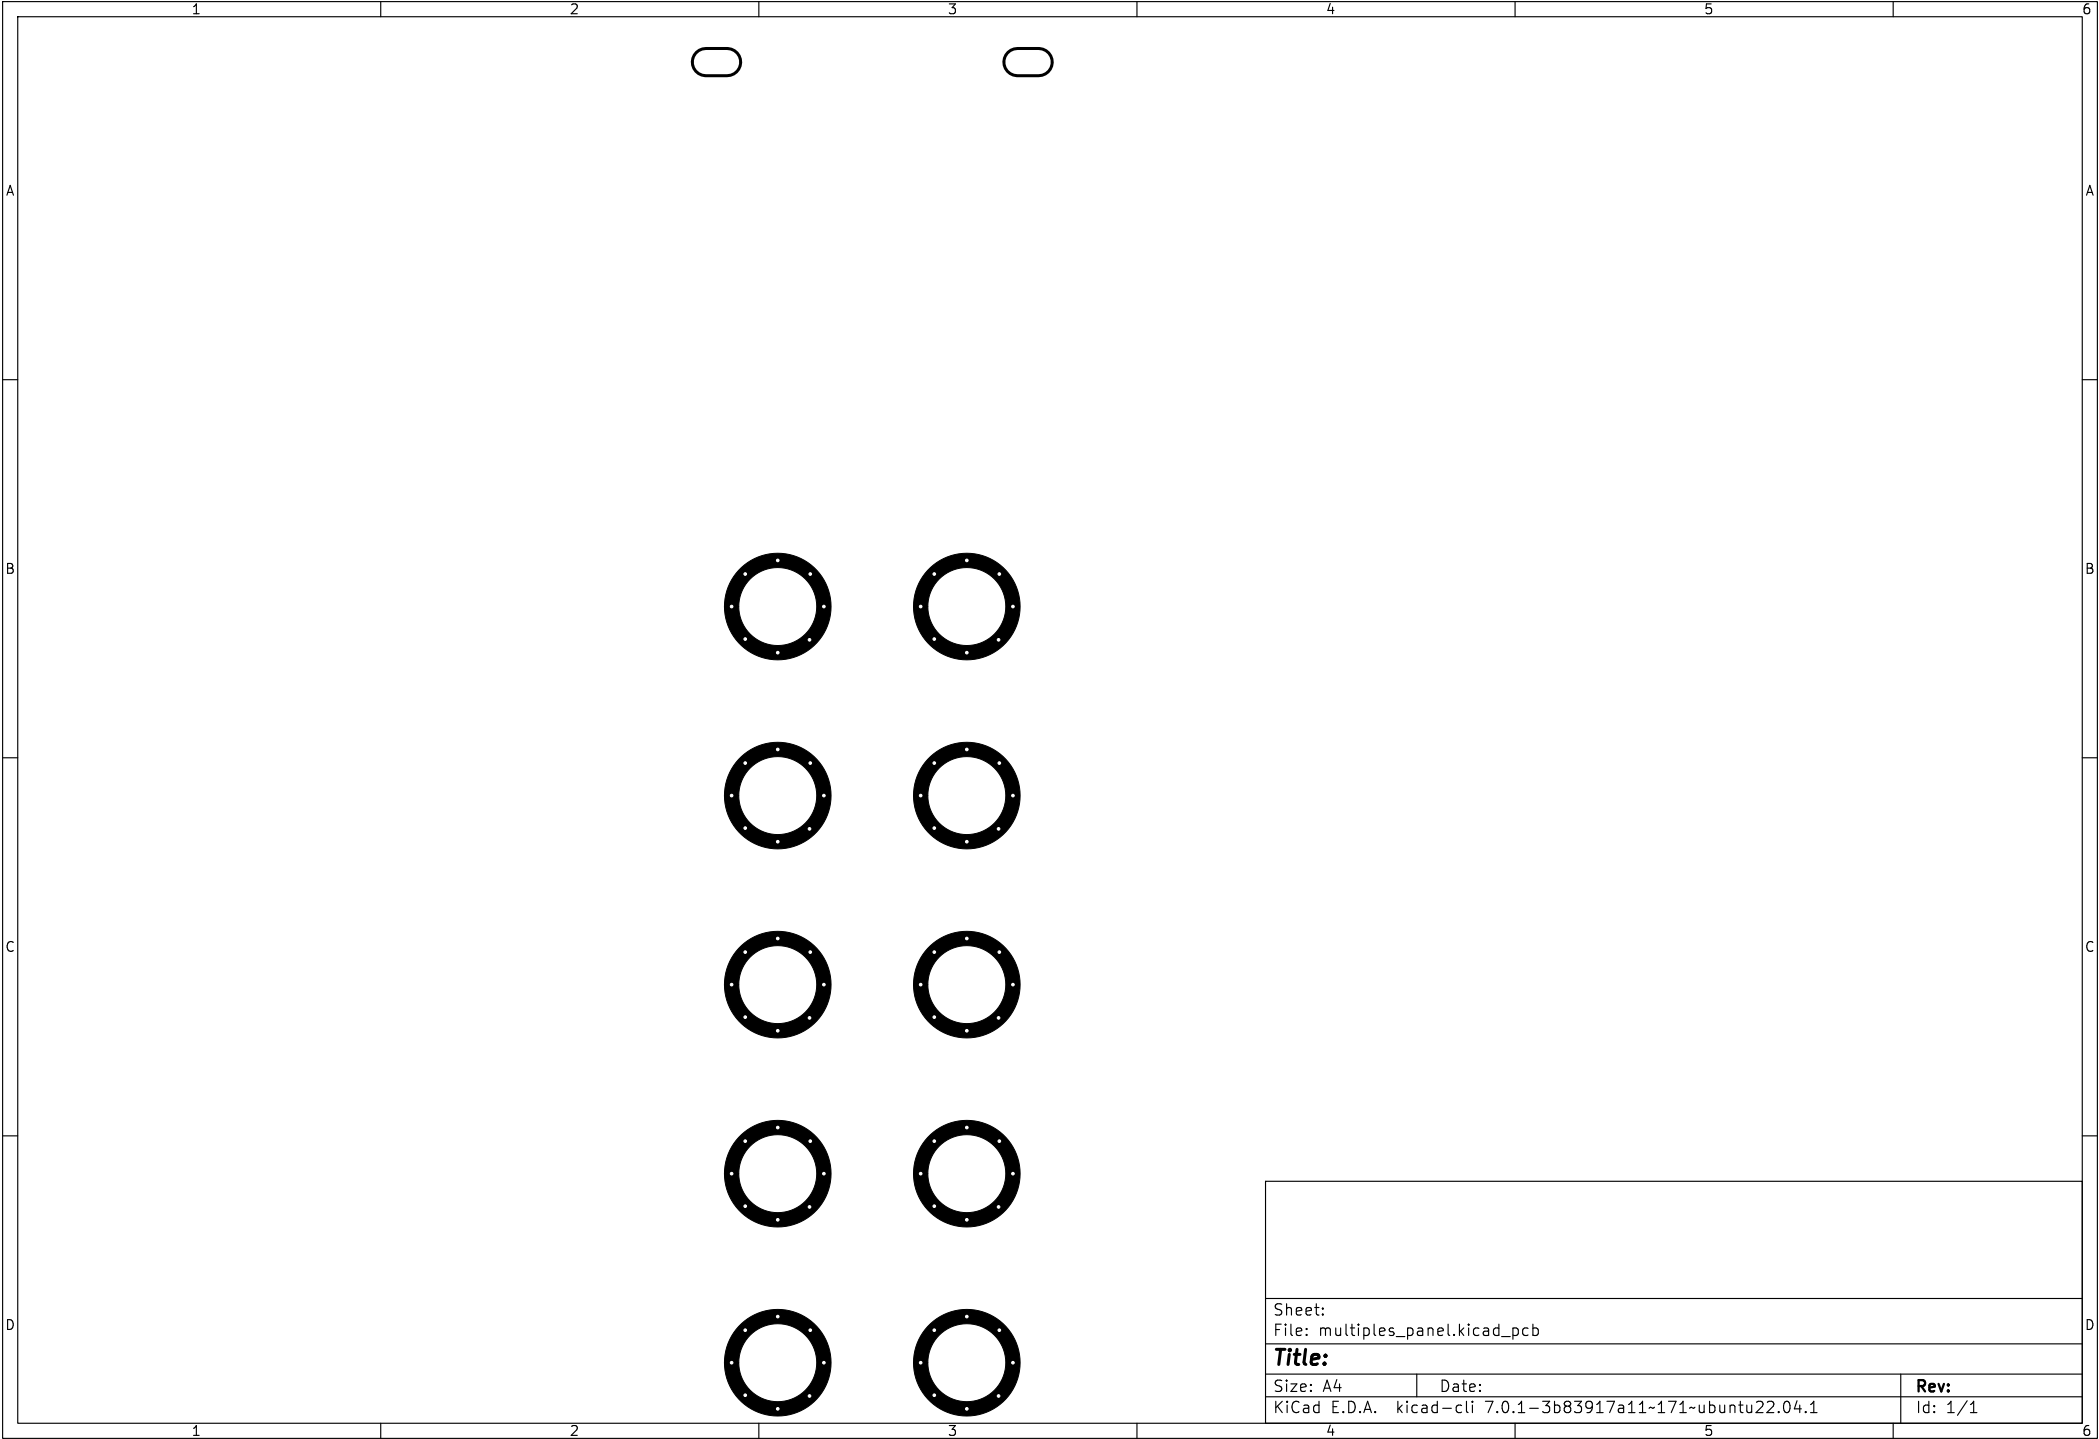 1 2 3 4 5 6
A A
B B
C C
Sheet:
File: multiples_panel.kicad_pcb
D D
Title:
Size: A4 Date: Rev:
KiCad E.D.A. kicad-cli 7.0.1-3b83917a11~171~ubuntu22.04.1 Id: 1/1
1 2 3 4 5 6